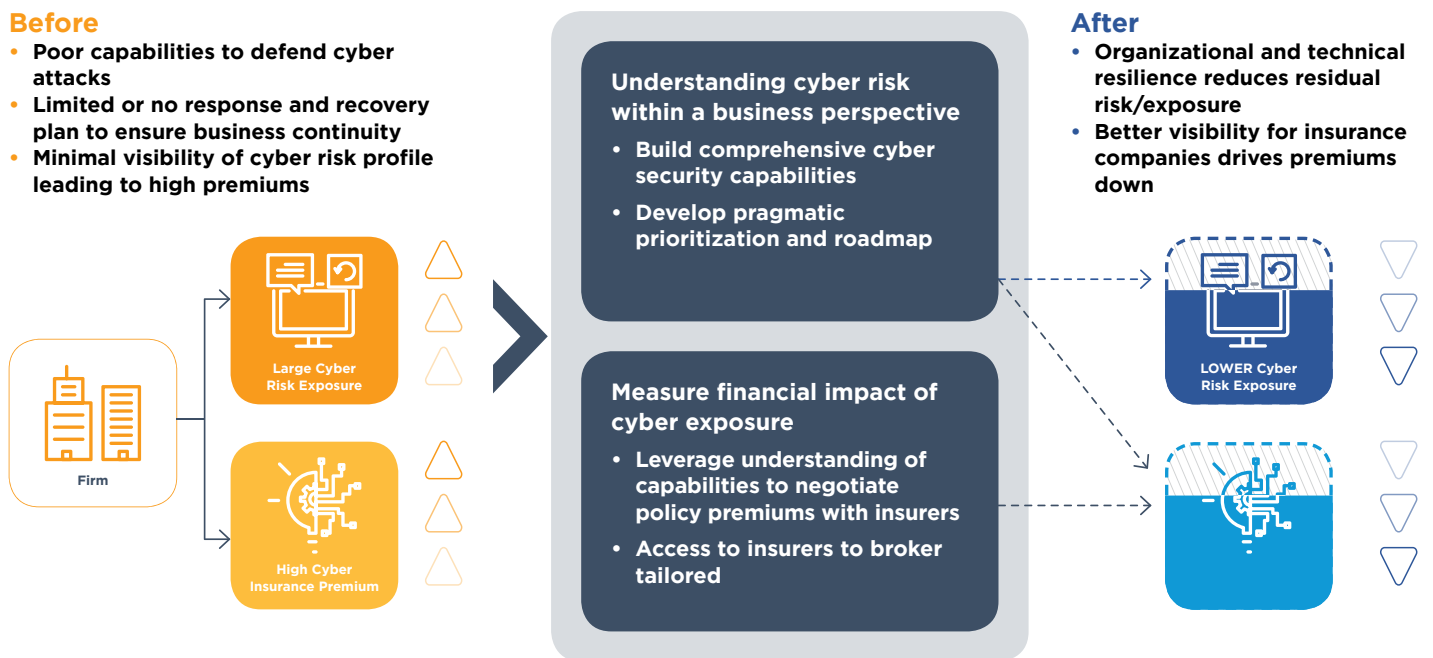 Before
• Poor capabilities to defend cyber
attacks
• Limited or no response and recovery
plan to ensure business continuity
• Minimal visibility of cyber risk profile
leading to high premiums
Firm
Large Cyber
Risk Exposure
High Cyber
Insurance Premium
Understanding cyber risk
within a business perspective
• Build comprehensive cyber
security capabilities
• Develop pragmatic
prioritization and roadmap
Measure financial impact of
cyber exposure
• Leverage understanding of
capabilities to negotiate
policy premiums with insurers
• Access to insurers to broker
tailored
After
• Organizational and technical
resilience reduces residual
risk/exposure
• Better visibility for insurance
companies drives premiums
down
LOWER Cyber
Risk Exposure